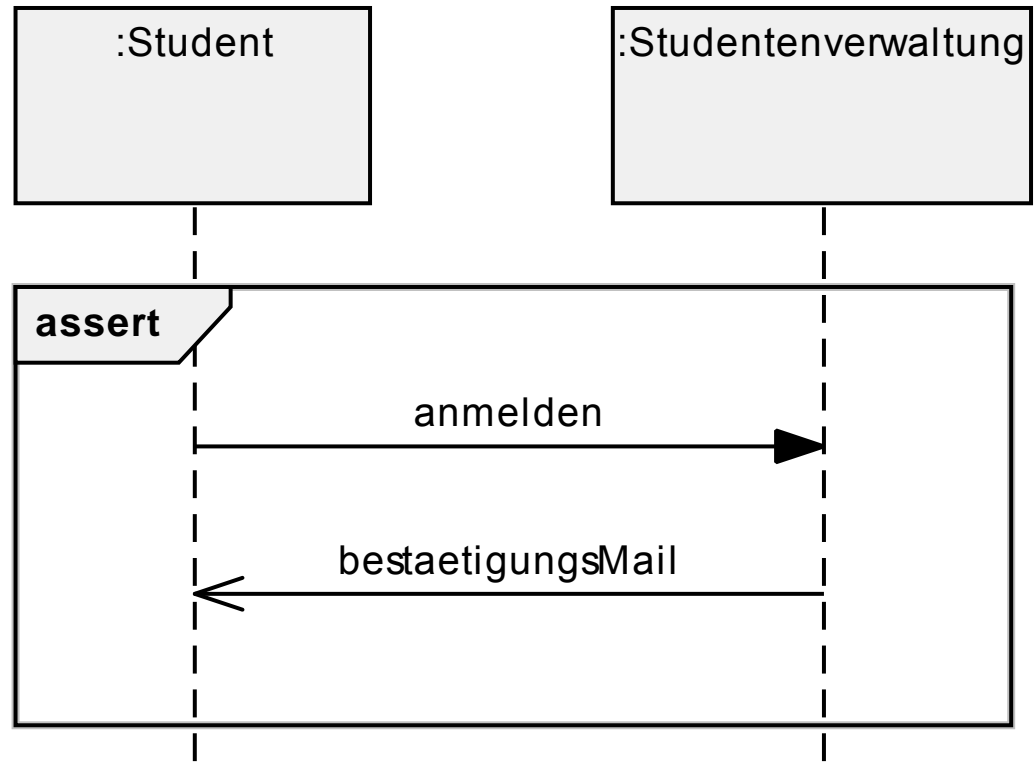 :Student
:Studentenverwaltung
assert
anmelden
bestaetigungsMail